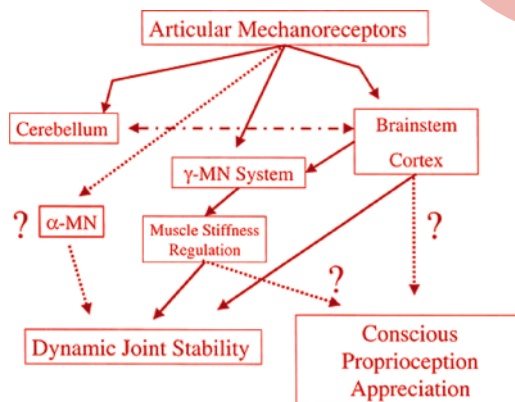 Articular Mechanoreceptors
Cerebellum
Brainstem
Cortex
γ-MN System
? α-MN
Muscle Stiffness
Regulation
?
?
Dynamic Joint Stability
Conscious
Proprioception
Appreciation